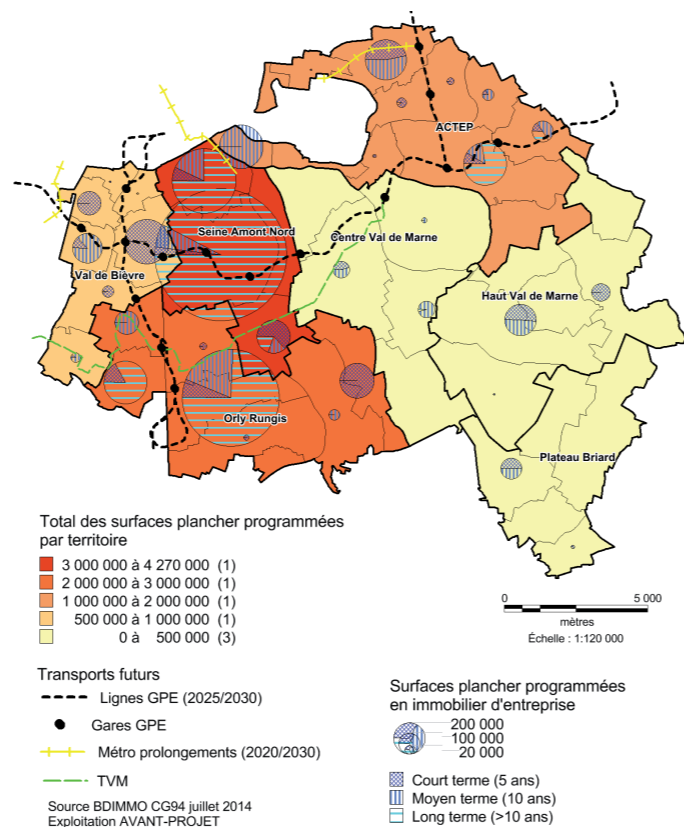 ACTEP
Seine Amont Nord
Centre Val de Marne
Val de Bièvre
Haut Val de Marne
Orly Rungis
Plateau Briard
Total des surfaces plancher programmées
par territoire
3 000 000 à 4 270 000 (1)
2 000 000 à 3 000 000 (1)
1 000 000 à 2 000 000 (1)
500 000 à 1 000 000 (1)
0 à 500 000 (3)
0 5 000
mètres
Échelle : 1:120 000
Transports futurs
Lignes GPE (2025/2030)
Gares GPE
Métro prolongements (2020/2030)
TVM
Source BDIMMO CG94 juillet 2014
Exploitation AVANT-PROJET
Surfaces plancher programmées
en immobilier d'entreprise
200 000
100 000
20 000
Court terme (5 ans)
Moyen terme (10 ans)
Long terme (>10 ans)